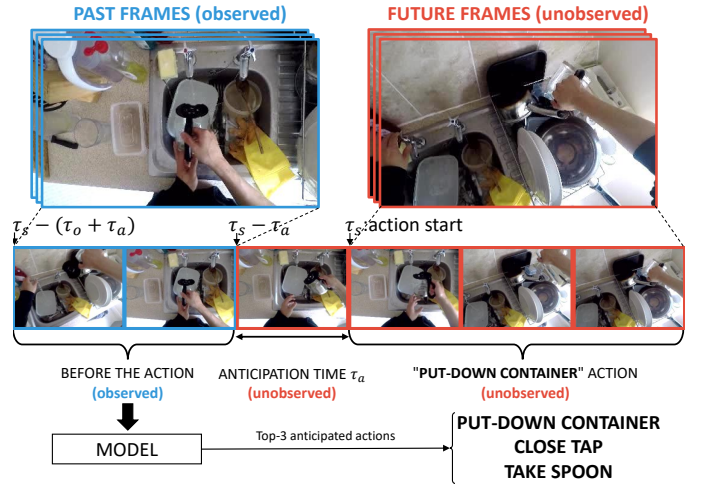 PAST FRAMES (observed)
FUTURE FRAMES (unobserved)
τₛ − (τₒ + τₐ)
τₛ − τₐ
τₛ:action start
BEFORE THE ACTION
(observed)
ANTICIPATION TIME τₐ
(unobserved)
"PUT-DOWN CONTAINER" ACTION
(unobserved)
MODEL
Top-3 anticipated actions
PUT-DOWN CONTAINER
CLOSE TAP
TAKE SPOON